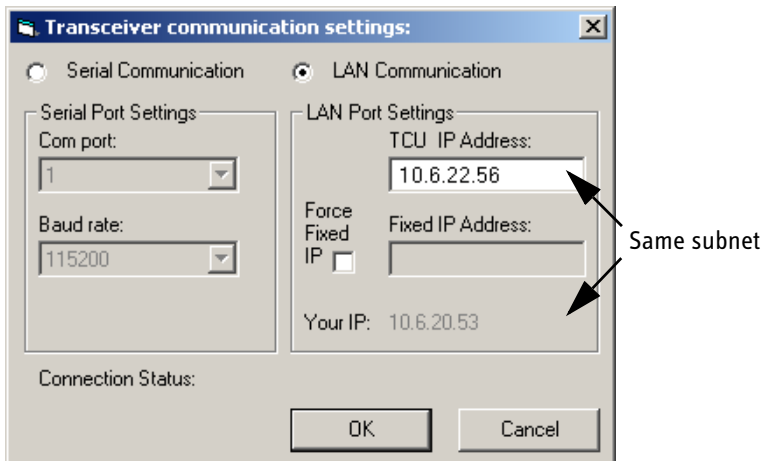 Transceiver communication settings:
Serial Communication
LAN Communication
Serial Port Settings
Com port:
1
Baud rate:
115200
LAN Port Settings
TCU IP Address:
10.6.22.56
Force
Fixed
IP
Fixed IP Address:
Your IP: 10.6.20.53
Same subnet
Connection Status:
OK
Cancel